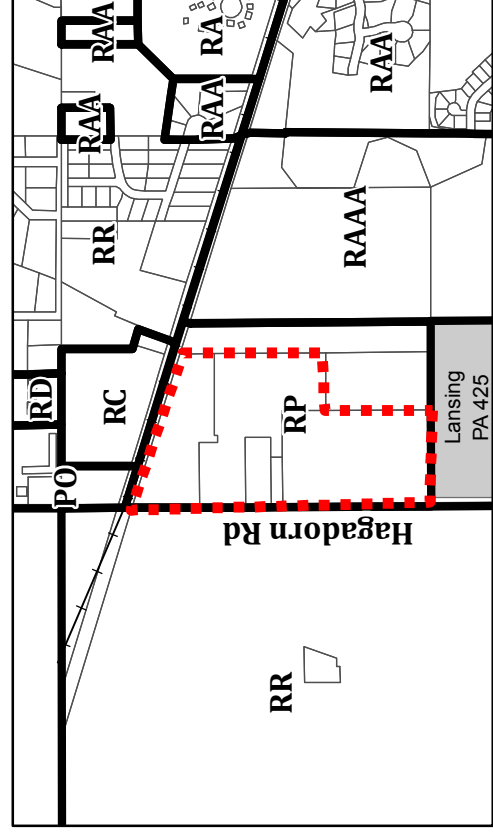 RAA
RA
RAA
RAA
RAA
RR
RAAA
RD
RC
RP
PO
Lansing
PA 425
Hagadorn Rd
RR